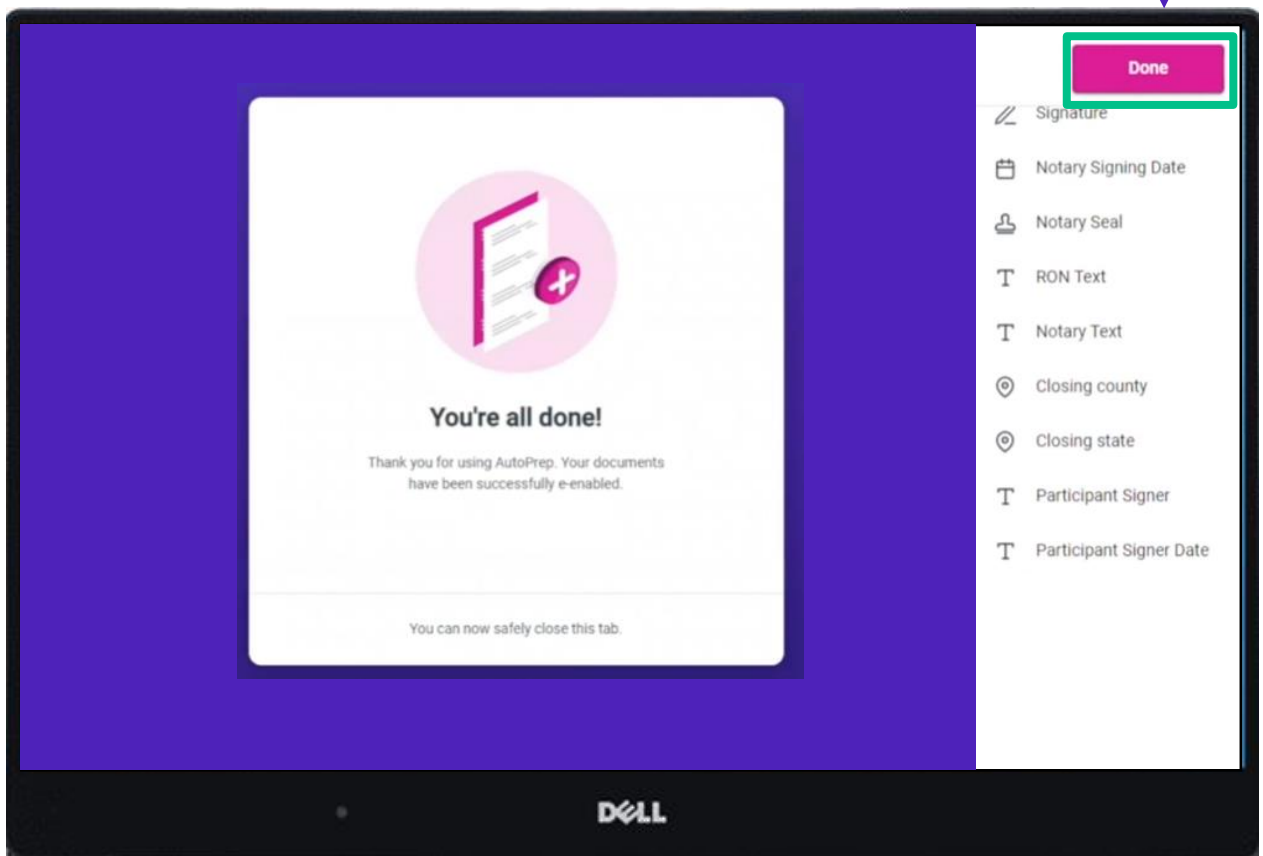 Done
Signature
Notary Signing Date
Notary Seal
RON Text
Notary Text
Closing county
Closing state
Participant Signer
Participant Signer Date
You're all done!
Thank you for using AutoPrep. Your documents
have been successfully e-enabled.
You can now safely close this tab.
DELL